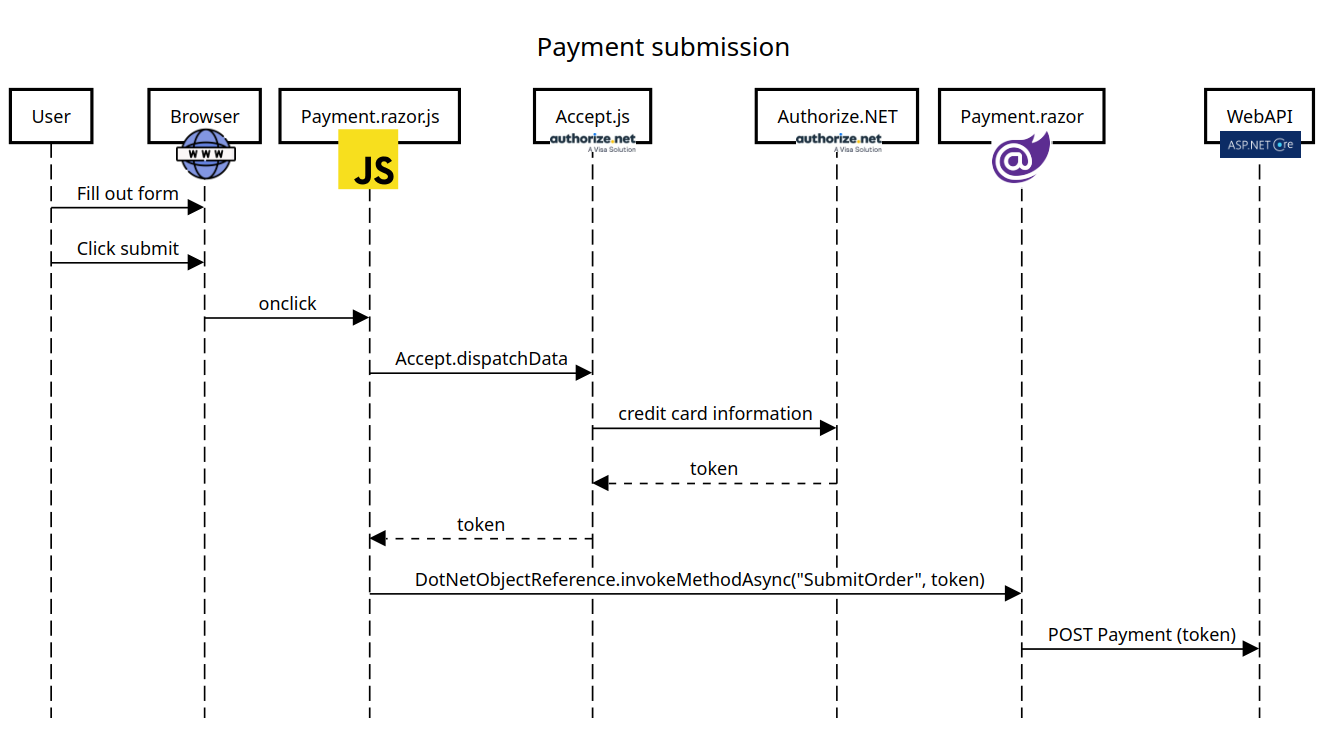 Payment submission
User
Browser
Payment.razor.js
Accept.js
Authorize.NET
Payment.razor
WebAPI
WWW
JS
authorize.net
A Visa Solution
authorize.net
A Visa Solution
@
ASP.NET Core
Fill out form
Click submit
onclick
Accept.dispatchData
credit card information
token
token
DotNetObjectReference.invokeMethodAsync("SubmitOrder", token)
POST Payment (token)